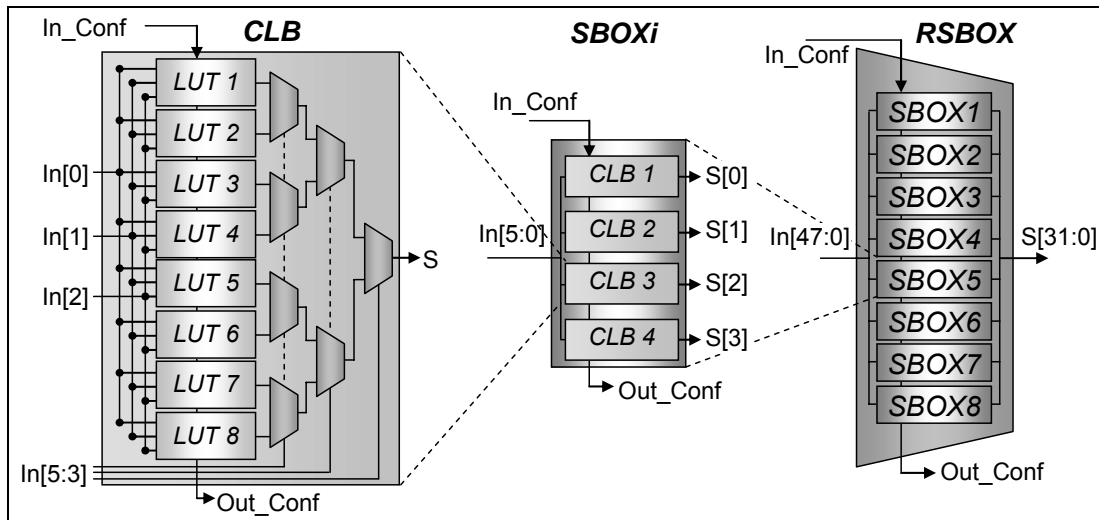 In_Conf
CLB
LUT 1
LUT 2
LUT 3
LUT 4
LUT 5
LUT 6
LUT 7
LUT 8
In[0]
In[1]
In[2]
In[5:3]
S
Out_Conf
SBOXi
In_Conf
CLB 1
CLB 2
CLB 3
CLB 4
In[5:0]
S[0]
S[1]
S[2]
S[3]
Out_Conf
RSBOX
In_Conf
SBOX1
SBOX2
SBOX3
SBOX4
SBOX5
SBOX6
SBOX7
SBOX8
In[47:0]
S[31:0]
Out_Conf